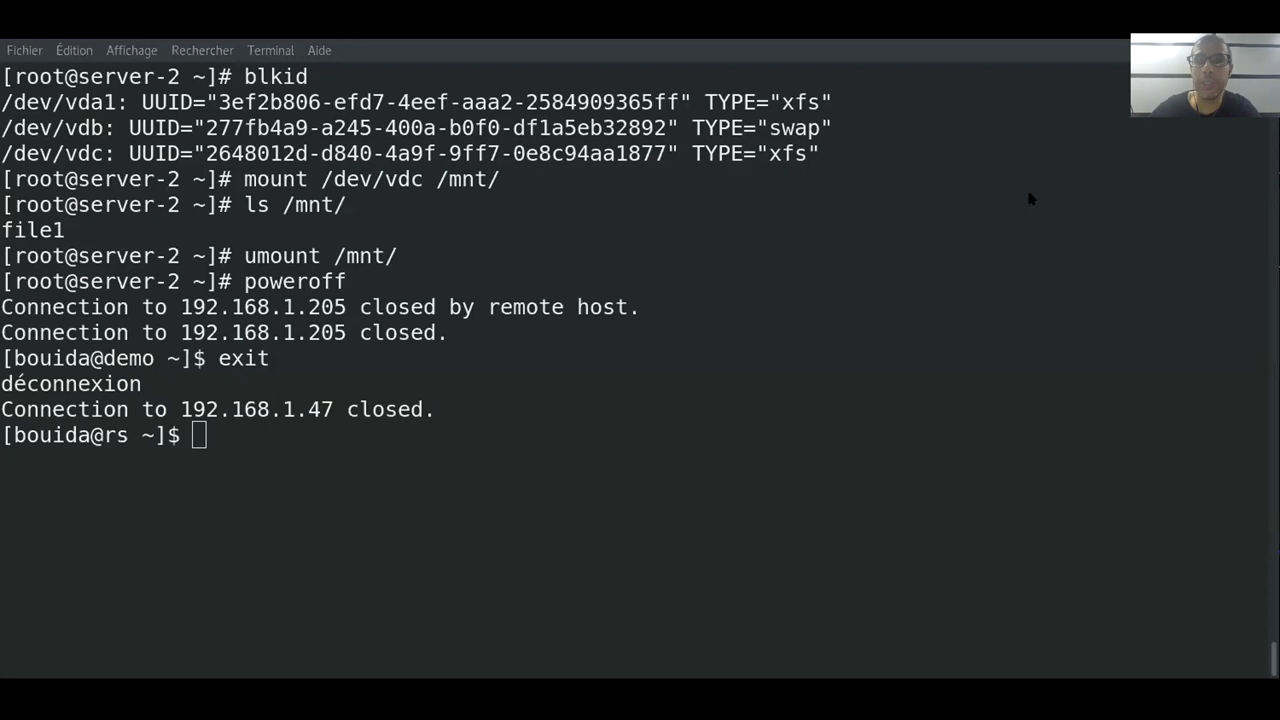 Fichier Édition Affichage Rechercher Terminal Aide
[root@server-2 ~]# blkid
/dev/vda1: UUID="3ef2b806-efd7-4eef-aaa2-2584909365ff" TYPE="xfs"
/dev/vdb: UUID="277fb4a9-a245-400a-b0f0-df1a5eb32892" TYPE="swap"
/dev/vdc: UUID="2648012d-d840-4a9f-9ff7-0e8c94aa1877" TYPE="xfs"
[root@server-2 ~]# mount /dev/vdc /mnt/
[root@server-2 ~]# ls /mnt/
file1
[root@server-2 ~]# umount /mnt/
[root@server-2 ~]# poweroff
Connection to 192.168.1.205 closed by remote host.
Connection to 192.168.1.205 closed.
[bouida@demo ~]$ exit
déconnexion
Connection to 192.168.1.47 closed.
[bouida@rs ~]$